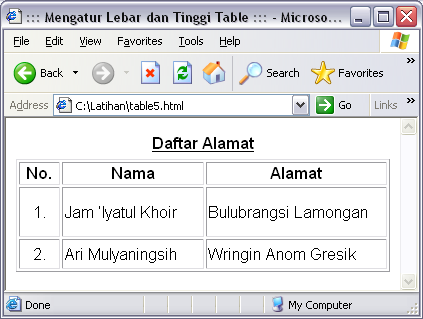 ::: Mengatur Lebar dan Tinggi Table ::: - Microso...
File Edit View Favorites Tools Help »
Back Search Favorites »
Address C:\Latihan\table5.html Go Links »
Daftar Alamat
No. Nama Alamat
1. Jam 'Iyatul Khoir Bulubrangsi Lamongan
2. Ari Mulyaningsih Wringin Anom Gresik
Done My Computer